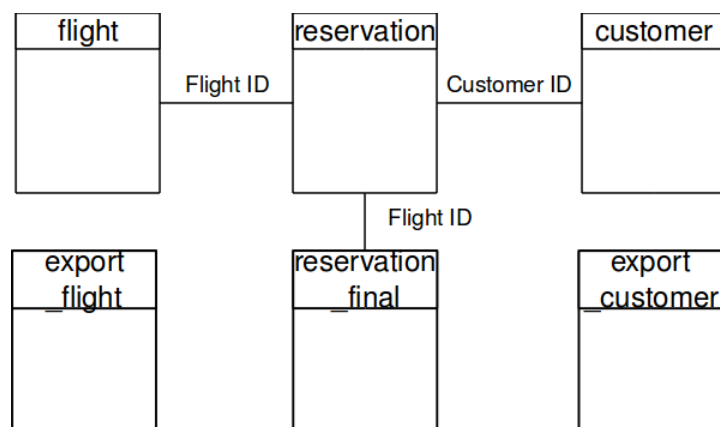 flight
reservation
customer
Flight ID
Customer ID
Flight ID
export
_flight
reservation
_final
export
_customer